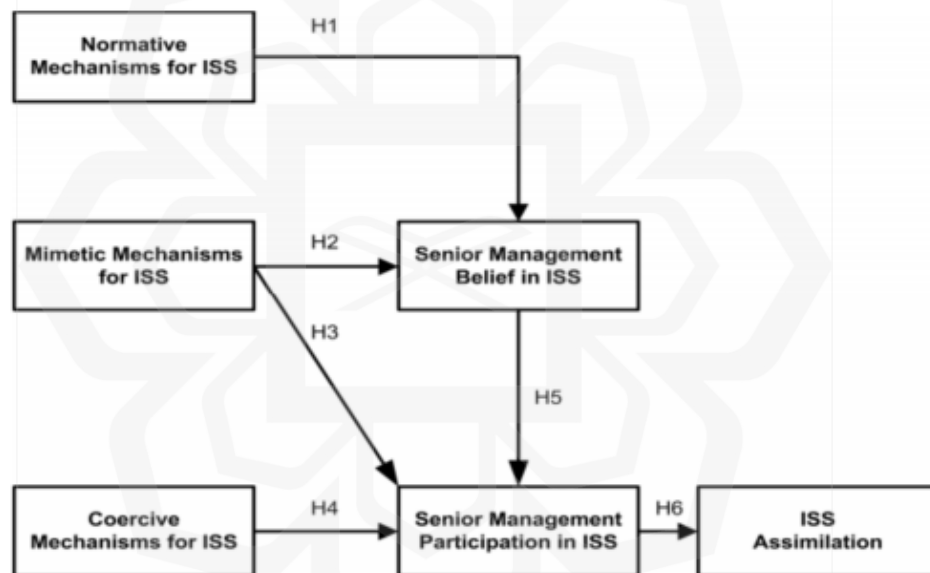 H1
Normative
Mechanisms for ISS
Mimetic Mechanisms
for ISS
H2
Senior Management
Belief in ISS
H3
H5
Coercive
Mechanisms for ISS
H4
Senior Management
Participation in ISS
H6
ISS
Assimilation